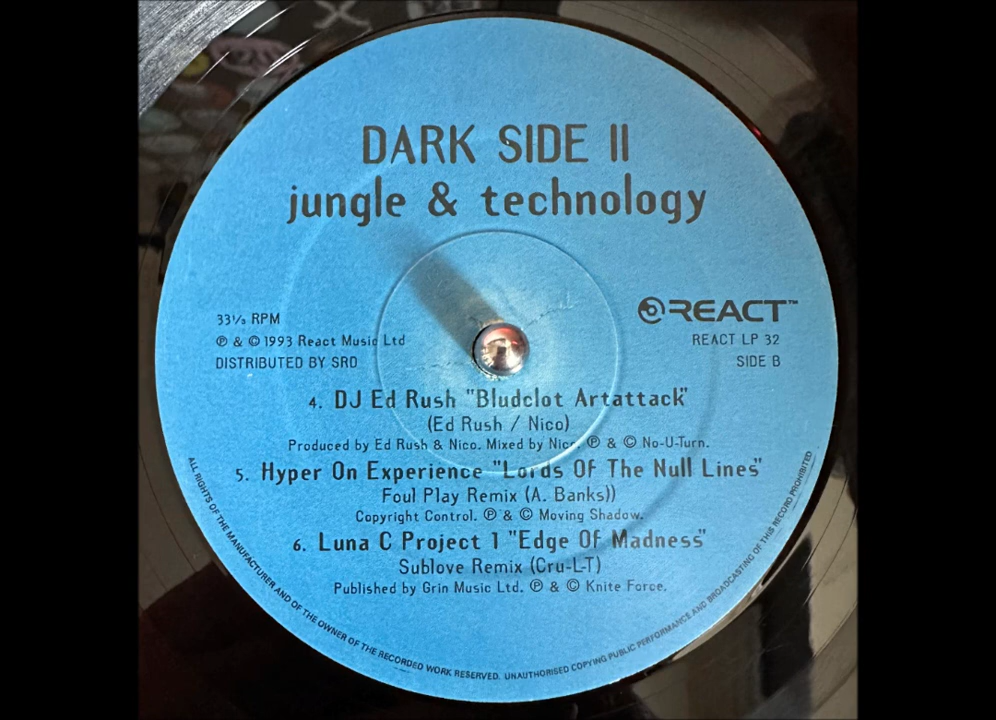 DARK SIDE II
jungle & technology
33⅓ RPM
℗ & © 1993 React Music Ltd
DISTRIBUTED BY SRD
REACT™
REACT LP 32
SIDE B
4. DJ Ed Rush "Bludclot Artattack"
(Ed Rush / Nico)
Produced by Ed Rush & Nico. Mixed by Nico. ℗ & © No-U-Turn.
5. Hyper On Experience "Lords Of The Null Lines"
Foul Play Remix (A. Banks))
Copyright Control. ℗ & © Moving Shadow.
6. Luna C Project 1 "Edge Of Madness"
Sublove Remix (Cru-L-T)
Published by Grin Music Ltd. ℗ & © Knite Force.
ALL RIGHTS OF THE MANUFACTURER AND OF THE OWNER OF THE RECORDED WORK RESERVED. UNAUTHORISED COPYING PUBLIC PERFORMANCE AND BROADCASTING OF THIS RECORD PROHIBITED